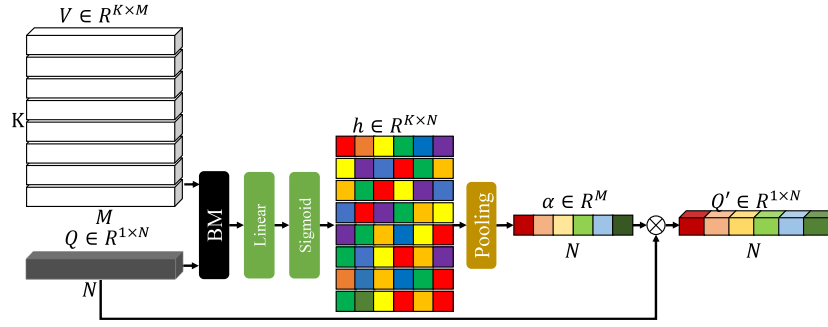 V ∈ R^{K×M}
K
M
Q ∈ R^{1×N}
N
BM
Linear
Sigmoid
h ∈ R^{K×N}
Pooling
α ∈ R^M
N
Q′ ∈ R^{1×N}
N